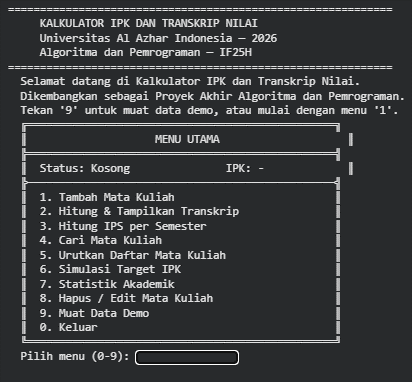 KALKULATOR IPK DAN TRANSKRIP NILAI
Universitas Al Azhar Indonesia — 2026
Algoritma dan Pemrograman — IF25H
Selamat datang di Kalkulator IPK dan Transkrip Nilai.
Dikembangkan sebagai Proyek Akhir Algoritma dan Pemrograman.
Tekan '9' untuk muat data demo, atau mulai dengan menu '1'.
MENU UTAMA
Status: Kosong IPK: -
1. Tambah Mata Kuliah
2. Hitung & Tampilkan Transkrip
3. Hitung IPS per Semester
4. Cari Mata Kuliah
5. Urutkan Daftar Mata Kuliah
6. Simulasi Target IPK
7. Statistik Akademik
8. Hapus / Edit Mata Kuliah
9. Muat Data Demo
0. Keluar
Pilih menu (0-9):